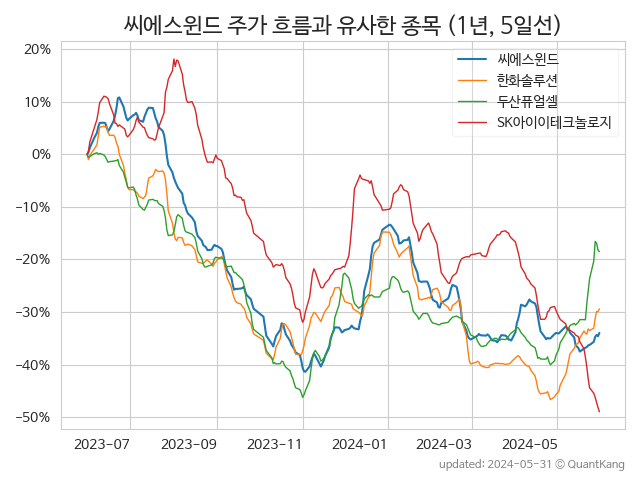 씨에스윈드 주가 흐름과 유사한 종목 (1년, 5일선)
씨에스윈드
한화솔루션
두산퓨얼셀
SK아이이테크놀로지
20%
10%
0%
−10%
−20%
−30%
−40%
−50%
2023-07 2023-09 2023-11 2024-01 2024-03 2024-05
updated: 2024-05-31 © QuantKang